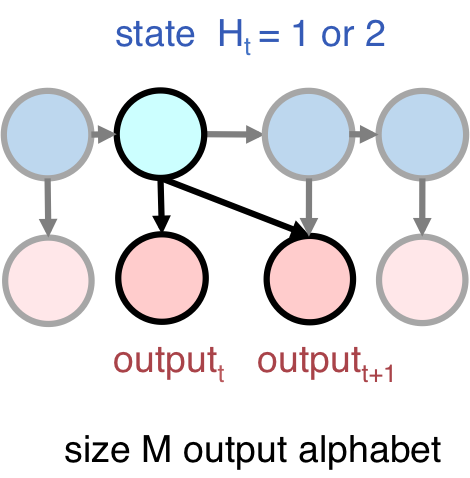 state H_t = 1 or 2
output_t output_t+1
size M output alphabet